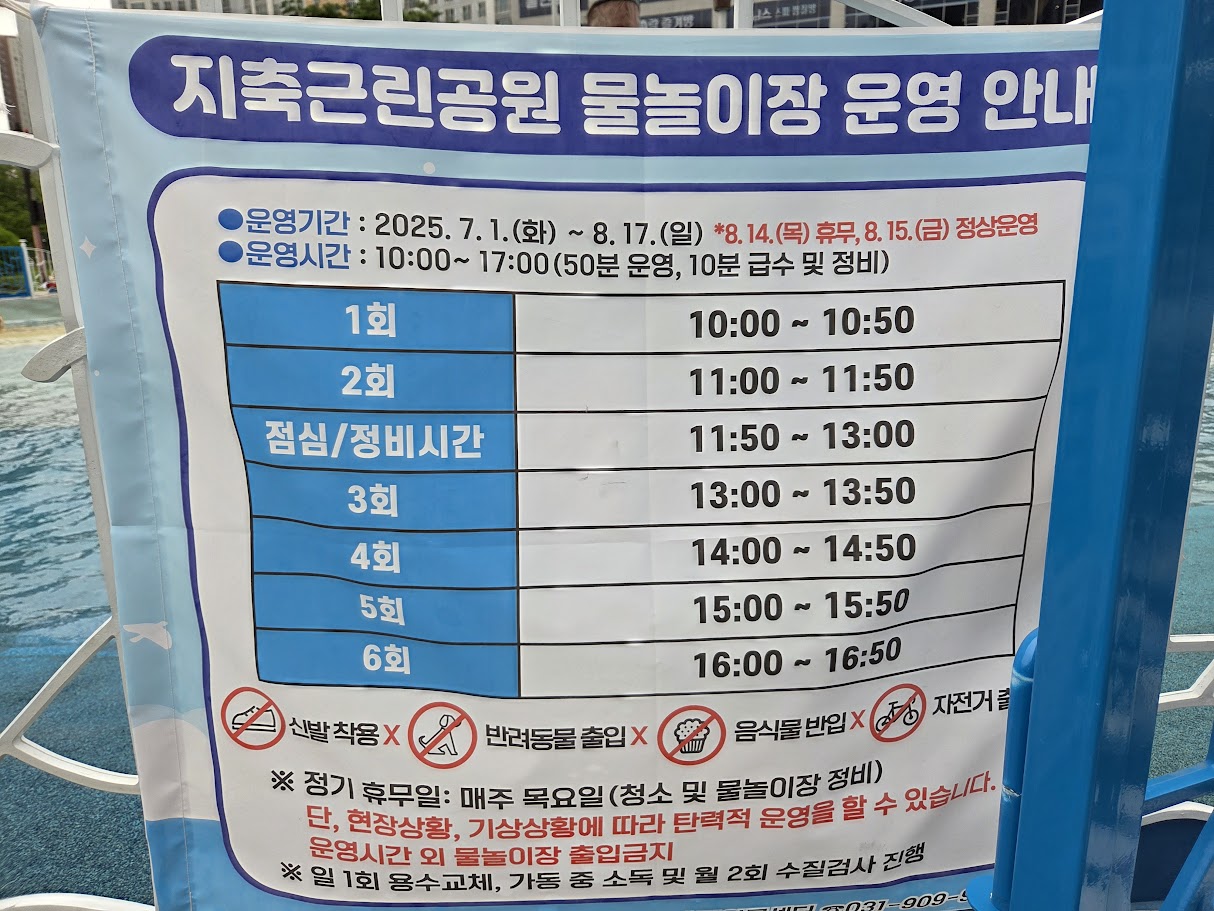 지축근린공원 물놀이장 운영 안내
●운영기간 : 2025. 7. 1.(화) ~ 8. 17.(일) *8. 14.(목) 휴무, 8. 15.(금) 정상운영
●운영시간 : 10:00~ 17:00(50분 운영, 10분 급수 및 정비)
1회 10:00 ~ 10:50
2회 11:00 ~ 11:50
점심/정비시간 11:50 ~ 13:00
3회 13:00 ~ 13:50
4회 14:00 ~ 14:50
5회 15:00 ~ 15:50
6회 16:00 ~ 16:50
신발 착용 X 반려동물 출입 X 음식물 반입 X 자전거
※ 정기 휴무일: 매주 목요일(청소 및 물놀이장 정비)
단, 현장상황, 기상상황에 따라 탄력적 운영을 할 수 있습니다.
운영시간 외 물놀이장 출입금지
※ 일 1회 용수교체, 가동 중 소독 및 월 2회 수질검사 진행
☎031-909-9